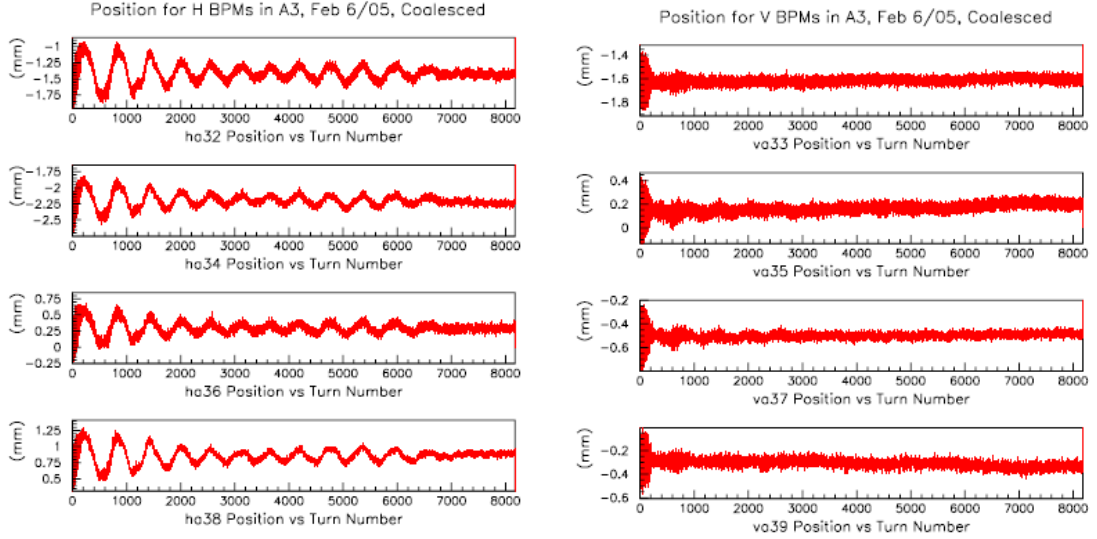 Position for H BPMs in A3, Feb 6/05, Coalesced
(mm)
-1
-1.25
-1.5
-1.75
0 1000 2000 3000 4000 5000 6000 7000 8000
ha32 Position vs Turn Number
(mm)
-1.75
-2
-2.25
-2.5
0 1000 2000 3000 4000 5000 6000 7000 8000
ha34 Position vs Turn Number
(mm)
0.75
0.5
0.25
0
-0.25
0 1000 2000 3000 4000 5000 6000 7000 8000
ha36 Position vs Turn Number
(mm)
1.25
1
0.75
0.5
0 1000 2000 3000 4000 5000 6000 7000 8000
ha38 Position vs Turn Number
Position for V BPMs in A3, Feb 6/05, Coalesced
(mm)
-1.4
-1.6
-1.8
0 1000 2000 3000 4000 5000 6000 7000 8000
va33 Position vs Turn Number
(mm)
0.4
0.2
0
0 1000 2000 3000 4000 5000 6000 7000 8000
va35 Position vs Turn Number
(mm)
-0.2
-0.4
-0.6
0 1000 2000 3000 4000 5000 6000 7000 8000
va37 Position vs Turn Number
(mm)
-0.2
-0.4
-0.6
0 1000 2000 3000 4000 5000 6000 7000 8000
va39 Position vs Turn Number